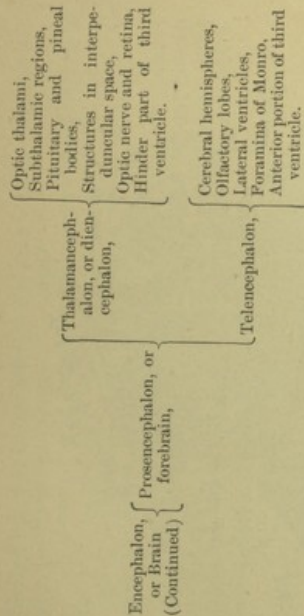 Encephalon,
or Brain
(Continued)
Prosencephalon, or
forebrain,
Thalamanceph-
alon, or dien-
cephalon,
Optic thalami,
Subthalamic regions,
Pituitary and pineal
bodies,
Structures in interpe-
duncular space,
Optic nerve and retina,
Hinder part of third
ventricle.
Telencephalon,
Cerebral hemispheres,
Olfactory lobes,
Lateral ventricles,
Foramina of Monro,
Anterior portion of third
ventricle.